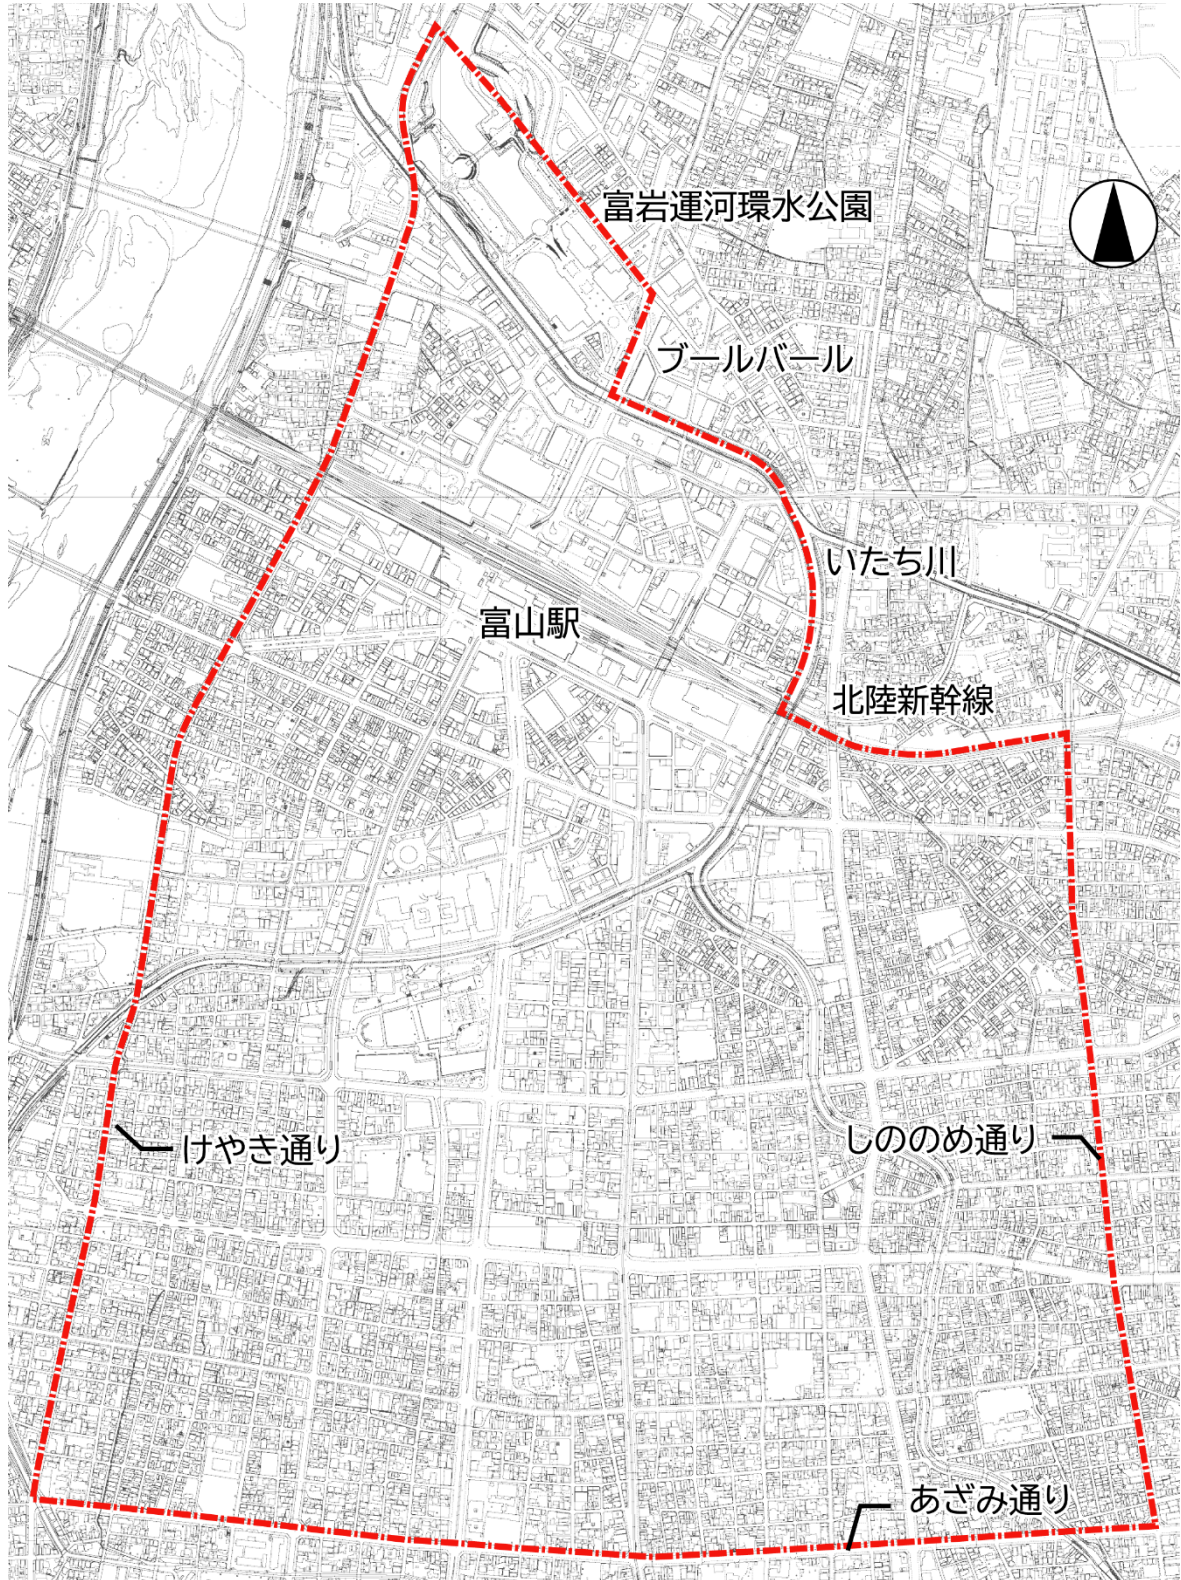 富岩運河環水公園
ブールバール
いたち川
富山駅
北陸新幹線
けやき通り
しののめ通り
あざみ通り